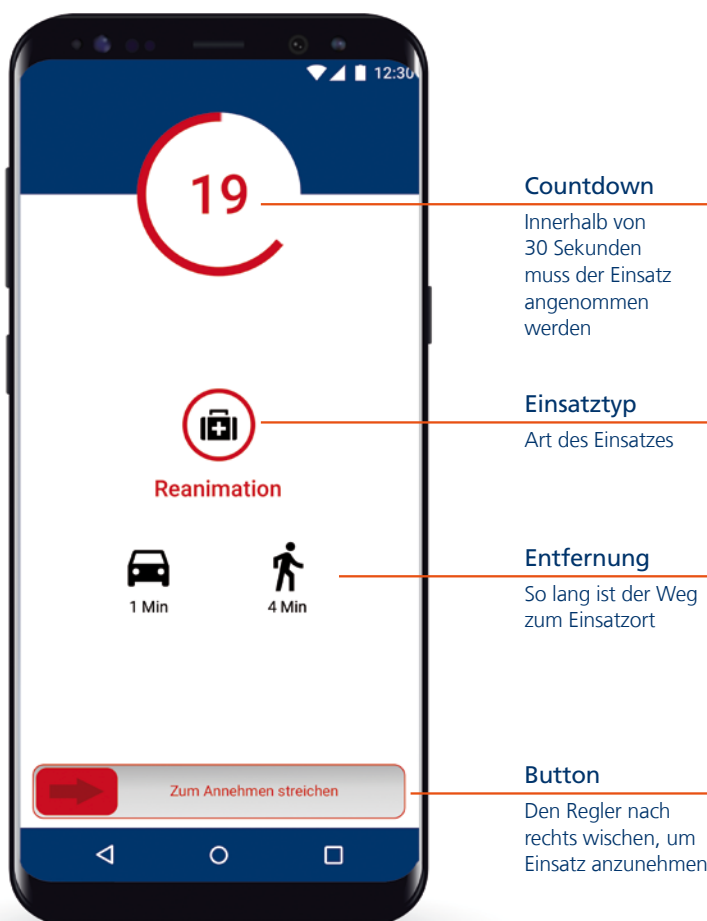 12:30
19
Countdown
Innerhalb von
30 Sekunden
muss der Einsatz
angenommen
werden
Einsatztyp
Art des Einsatzes
Reanimation
Entfernung
So lang ist der Weg
zum Einsatzort
1 Min
4 Min
Button
Den Regler nach
rechts wischen, um
Einsatz anzunehmen
Zum Annehmen streichen